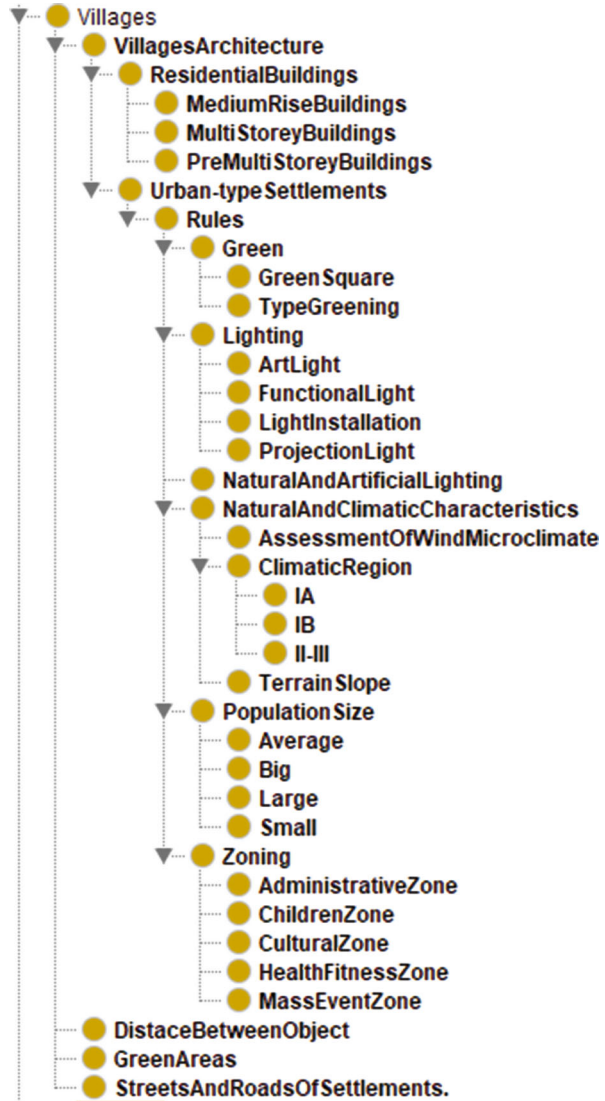 Villages
VillagesArchitecture
ResidentialBuildings
MediumRiseBuildings
MultiStoreyBuildings
PreMultiStoreyBuildings
Urban-typeSettlements
Rules
Green
GreenSquare
TypeGreening
Lighting
ArtLight
FunctionalLight
LightInstallation
ProjectionLight
NaturalAndArtificialLighting
NaturalAndClimaticCharacteristics
AssessmentOfWindMicroclimate
ClimaticRegion
IA
IB
II-III
TerrainSlope
PopulationSize
Average
Big
Large
Small
Zoning
AdministrativeZone
ChildrenZone
CulturalZone
HealthFitnessZone
MassEventZone
DistaceBetweenObject
GreenAreas
StreetsAndRoadsOfSettlements.